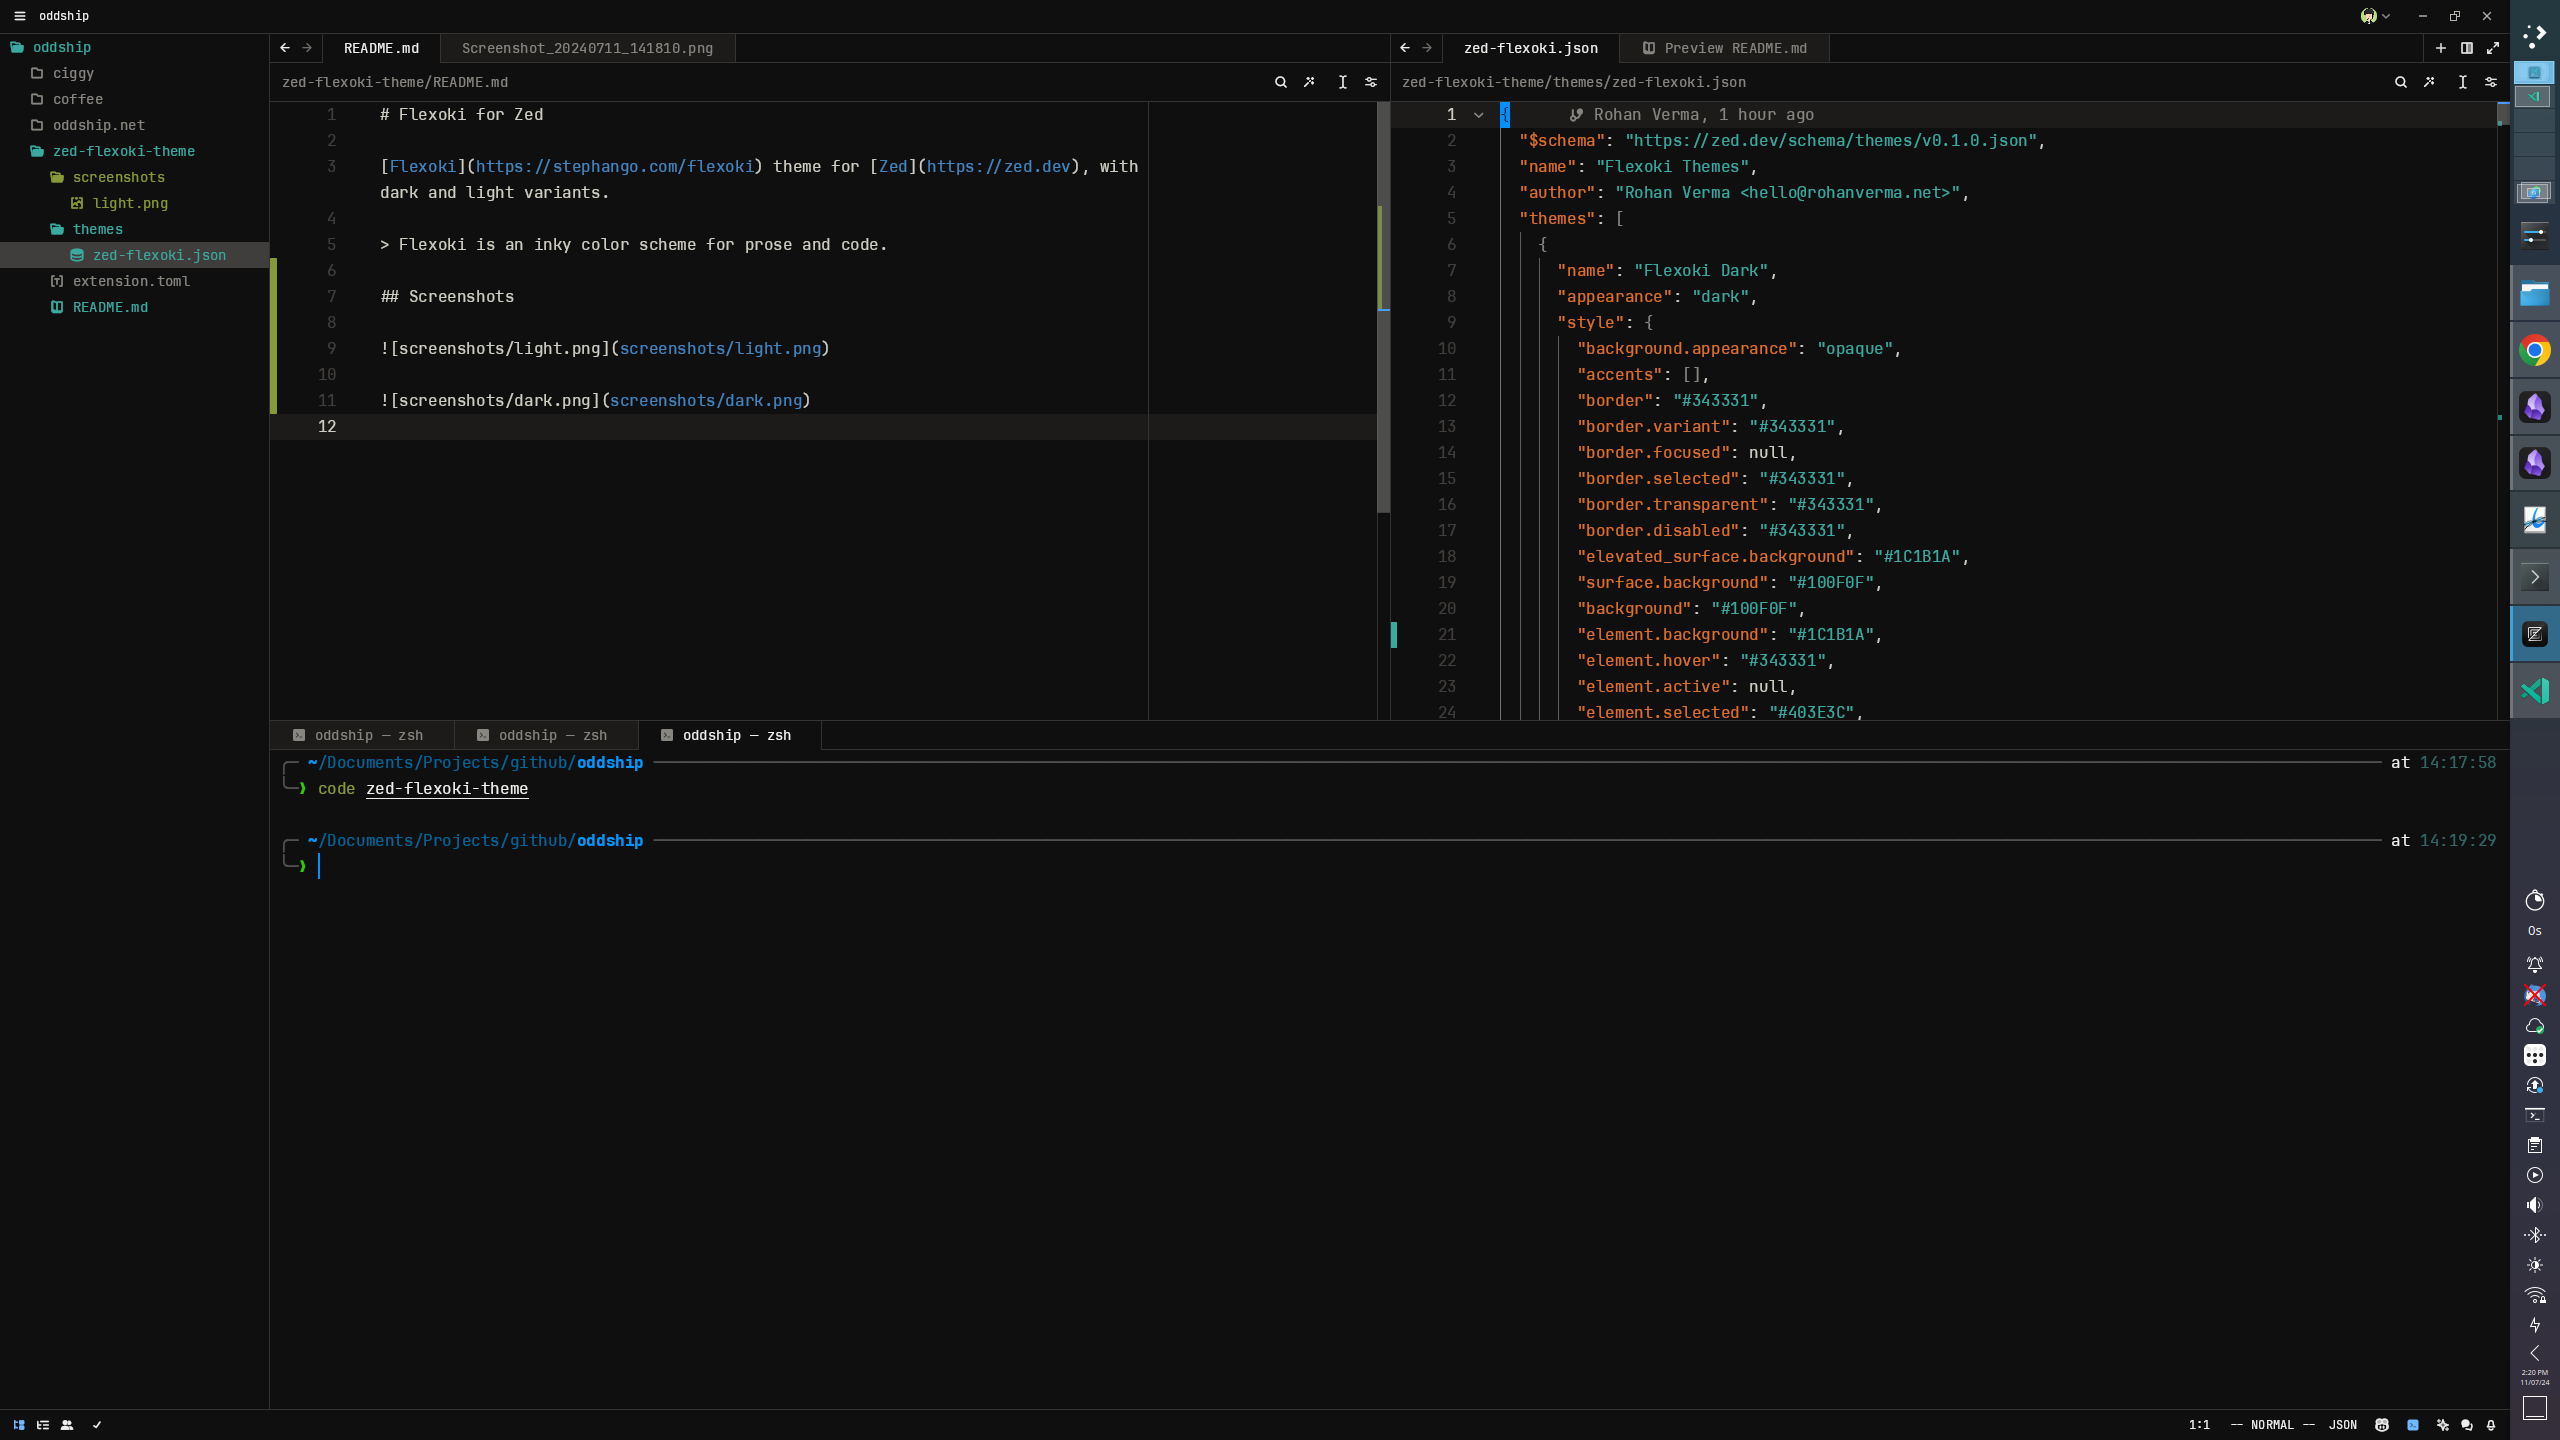 oddship
oddship
ciggy
coffee
oddship.net
zed-flexoki-theme
screenshots
light.png
themes
zed-flexoki.json
extension.toml
README.md
README.md
Screenshot_20240711_141810.png
zed-flexoki-theme/README.md
1 # Flexoki for Zed
2
3 [Flexoki](https://stephango.com/flexoki) theme for [Zed](https://zed.dev), with
dark and light variants.
4
5 > Flexoki is an inky color scheme for prose and code.
6
7 ## Screenshots
8
9 ![screenshots/light.png](screenshots/light.png)
10
11 ![screenshots/dark.png](screenshots/dark.png)
12
zed-flexoki.json
Preview README.md
zed-flexoki-theme/themes/zed-flexoki.json
1 { Rohan Verma, 1 hour ago
2 "$schema": "https://zed.dev/schema/themes/v0.1.0.json",
3 "name": "Flexoki Themes",
4 "author": "Rohan Verma <hello@rohanverma.net>",
5 "themes": [
6 {
7 "name": "Flexoki Dark",
8 "appearance": "dark",
9 "style": {
10 "background.appearance": "opaque",
11 "accents": [],
12 "border": "#343331",
13 "border.variant": "#343331",
14 "border.focused": null,
15 "border.selected": "#343331",
16 "border.transparent": "#343331",
17 "border.disabled": "#343331",
18 "elevated_surface.background": "#1C1B1A",
19 "surface.background": "#100F0F",
20 "background": "#100F0F",
21 "element.background": "#1C1B1A",
22 "element.hover": "#343331",
23 "element.active": null,
24 "element.selected": "#403E3C",
oddship — zsh
oddship — zsh
oddship — zsh
~/Documents/Projects/github/oddship at 14:17:58
❯ code zed-flexoki-theme
~/Documents/Projects/github/oddship at 14:19:29
❯
1:1 -- NORMAL -- JSON
0s
2:20 PM
11/07/24